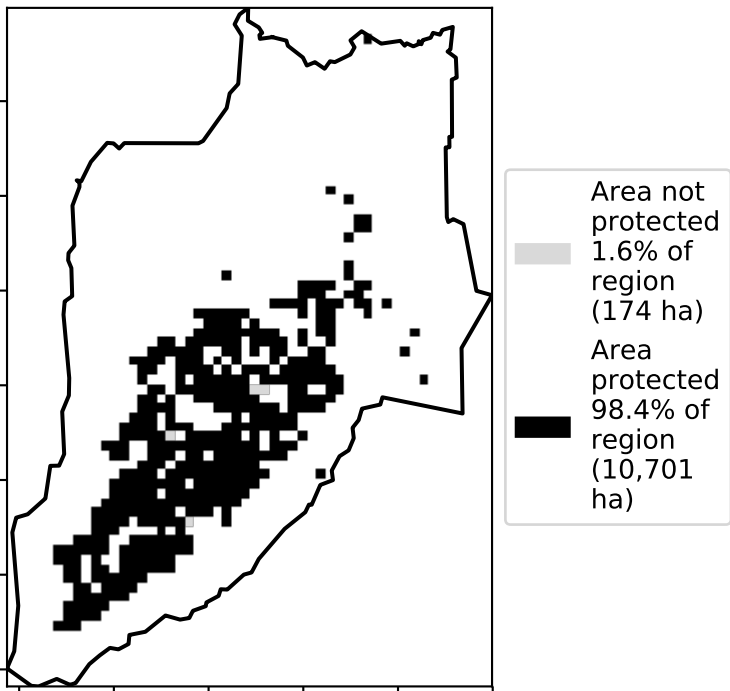 Area not
protected
1.6% of
region
(174 ha)
Area
protected
98.4% of
region
(10,701
ha)